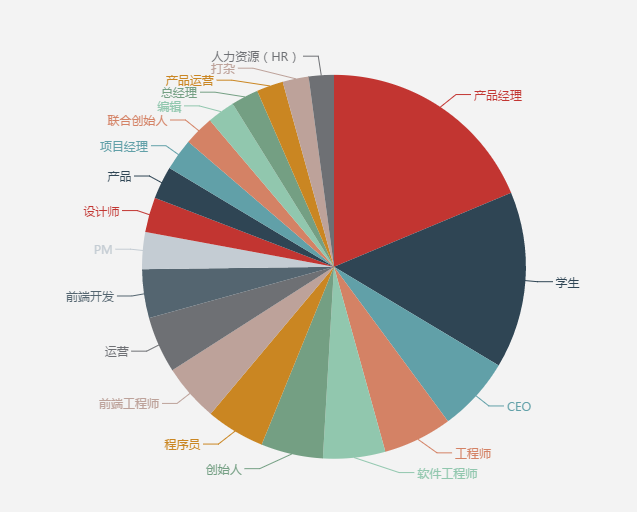 人力资源（HR）
打杂
产品运营
总经理
编辑
联合创始人
项目经理
产品
设计师
PM
前端开发
运营
前端工程师
程序员
创始人
产品经理
学生
CEO
工程师
软件工程师